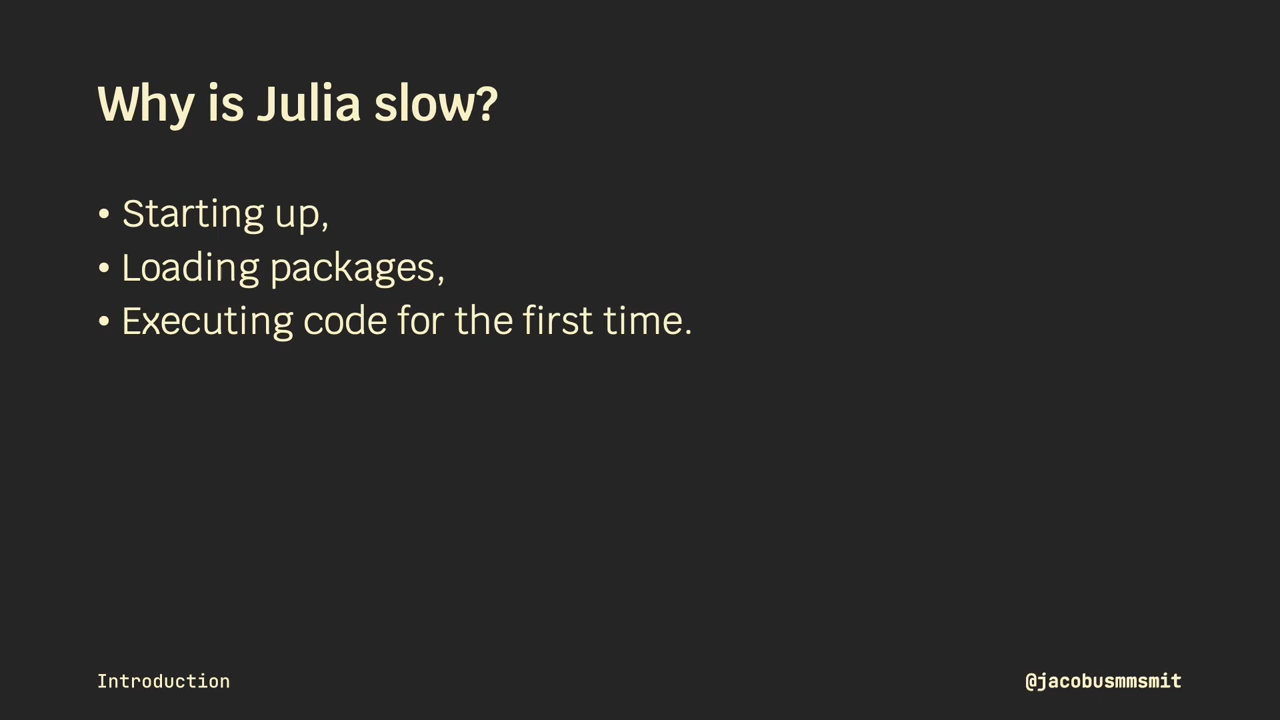 Why is Julia slow?
• Starting up,
• Loading packages,
• Executing code for the first time.
Introduction
@jacobusmmsmit